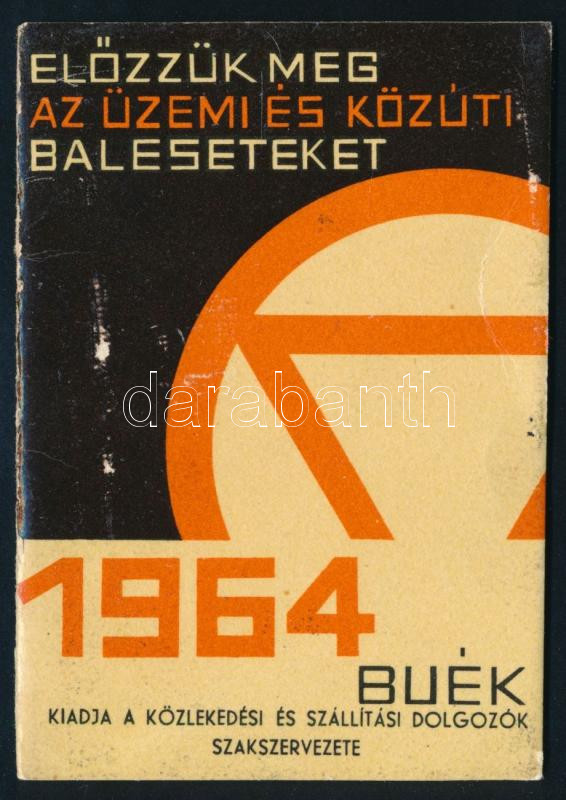 ELŐZZÜK MEG
AZ ÜZEMI ÉS KÖZÚTI
BALESETEKET
darabanth
1964
BUÉK
KIADJA A KÖZLEKEDÉSI ÉS SZÁLLÍTÁSI DOLGOZÓK
SZAKSZERVEZETE